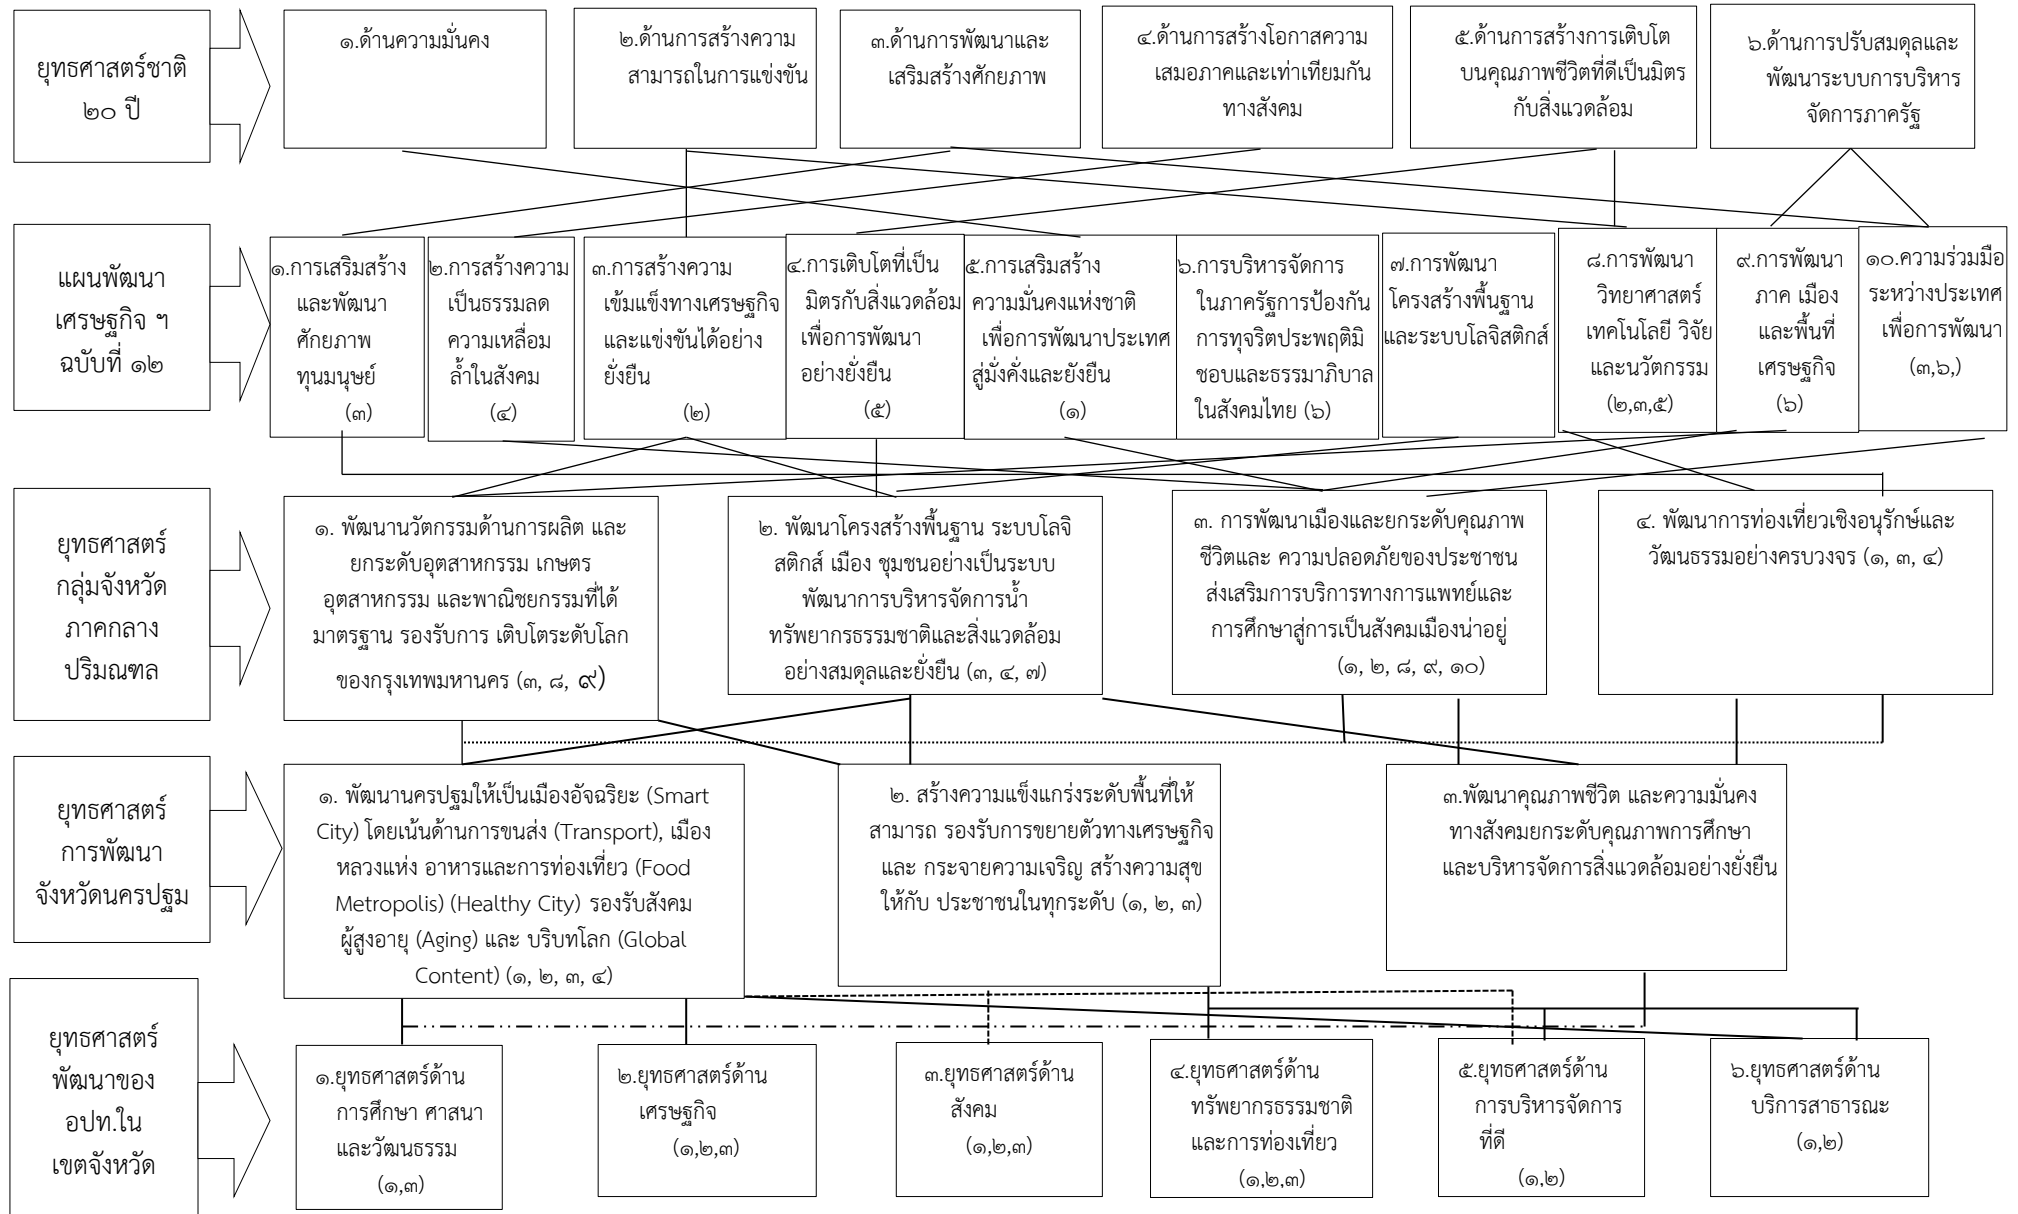 ยุทธศาสตร์ชาติ
๒๐ ปี
๑.ด้านความมั่นคง
๒.ด้านการสร้างความ
สามารถในการแข่งขัน
๓.ด้านการพัฒนาและ
เสริมสร้างศักยภาพ
๔.ด้านการสร้างโอกาสความ
เสมอภาคและเท่าเทียมกัน
ทางสังคม
๕.ด้านการสร้างการเติบโต
บนคุณภาพชีวิตที่ดีเป็นมิตร
กับสิ่งแวดล้อม
๖.ด้านการปรับสมดุลและ
พัฒนาระบบการบริหาร
จัดการภาครัฐ
แผนพัฒนา
เศรษฐกิจ ฯ
ฉบับที่ ๑๒
๑.การเสริมสร้าง
และพัฒนา
ศักยภาพ
ทุนมนุษย์
(๓)
๒.การสร้างความ
เป็นธรรมลด
ความเหลื่อม
ล้ำในสังคม
(๔)
๓.การสร้างความ
เข้มแข็งทางเศรษฐกิจ
และแข่งขันได้อย่าง
ยั่งยืน
(๒)
๔.การเติบโตที่เป็น
มิตรกับสิ่งแวดล้อม
เพื่อการพัฒนา
อย่างยั่งยืน
(๕)
๕.การเสริมสร้าง
ความมั่นคงแห่งชาติ
เพื่อการพัฒนาประเทศ
สู่มั่งคั่งและยังยืน
(๑)
๖.การบริหารจัดการ
ในภาครัฐการป้องกัน
การทุจริตประพฤติมิ
ชอบและธรรมาภิบาล
ในสังคมไทย (๖)
๗.การพัฒนา
โครงสร้างพื้นฐาน
และระบบโลจิสติกส์
๘.การพัฒนา
วิทยาศาสตร์
เทคโนโลยี วิจัย
และนวัตกรรม
(๒,๓,๕)
๙.การพัฒนา
ภาค เมือง
และพื้นที่
เศรษฐกิจ
(๖)
๑๐.ความร่วมมือ
ระหว่างประเทศ
เพื่อการพัฒนา
(๓,๖,)
ยุทธศาสตร์
กลุ่มจังหวัด
ภาคกลาง
ปริมณฑล
๑. พัฒนานวัตกรรมด้านการผลิต และ
ยกระดับอุตสาหกรรม เกษตร
อุตสาหกรรม และพาณิชยกรรมที่ได้
มาตรฐาน รองรับการ เติบโตระดับโลก
ของกรุงเทพมหานคร (๓, ๘, ๙)
๒. พัฒนาโครงสร้างพื้นฐาน ระบบโลจิ
สติกส์ เมือง ชุมชนอย่างเป็นระบบ
พัฒนาการบริหารจัดการน้ำ
ทรัพยากรธรรมชาติและสิ่งแวดล้อม
อย่างสมดุลและยั่งยืน (๓, ๔, ๗)
๓. การพัฒนาเมืองและยกระดับคุณภาพ
ชีวิตและ ความปลอดภัยของประชาชน
ส่งเสริมการบริการทางการแพทย์และ
การศึกษาสู่การเป็นสังคมเมืองน่าอยู่
(๑, ๒, ๘, ๙, ๑๐)
๔. พัฒนาการท่องเที่ยวเชิงอนุรักษ์และ
วัฒนธรรมอย่างครบวงจร (๑, ๓, ๔)
ยุทธศาสตร์
การพัฒนา
จังหวัดนครปฐม
๑. พัฒนานครปฐมให้เป็นเมืองอัจฉริยะ (Smart
City) โดยเน้นด้านการขนส่ง (Transport), เมือง
หลวงแห่ง อาหารและการท่องเที่ยว (Food
Metropolis) (Healthy City) รองรับสังคม
ผู้สูงอายุ (Aging) และ บริบทโลก (Global
Content) (๑, ๒, ๓, ๔)
๒. สร้างความแข็งแกร่งระดับพื้นที่ให้
สามารถ รองรับการขยายตัวทางเศรษฐกิจ
และ กระจายความเจริญ สร้างความสุข
ให้กับ ประชาชนในทุกระดับ (๑, ๒, ๓)
๓.พัฒนาคุณภาพชีวิต และความมั่นคง
ทางสังคมยกระดับคุณภาพการศึกษา
และบริหารจัดการสิ่งแวดล้อมอย่างยั่งยืน
ยุทธศาสตร์
พัฒนาของ
อปท.ใน
เขตจังหวัด
๑.ยุทธศาสตร์ด้าน
การศึกษา ศาสนา
และวัฒนธรรม
(๑,๓)
๒.ยุทธศาสตร์ด้าน
เศรษฐกิจ
(๑,๒,๓)
๓.ยุทธศาสตร์ด้าน
สังคม
(๑,๒,๓)
๔.ยุทธศาสตร์ด้าน
ทรัพยากรธรรมชาติ
และการท่องเที่ยว
(๑,๒,๓)
๕.ยุทธศาสตร์ด้าน
การบริหารจัดการ
ที่ดี
(๑,๒)
๖.ยุทธศาสตร์ด้าน
บริการสาธารณะ
(๑,๒)